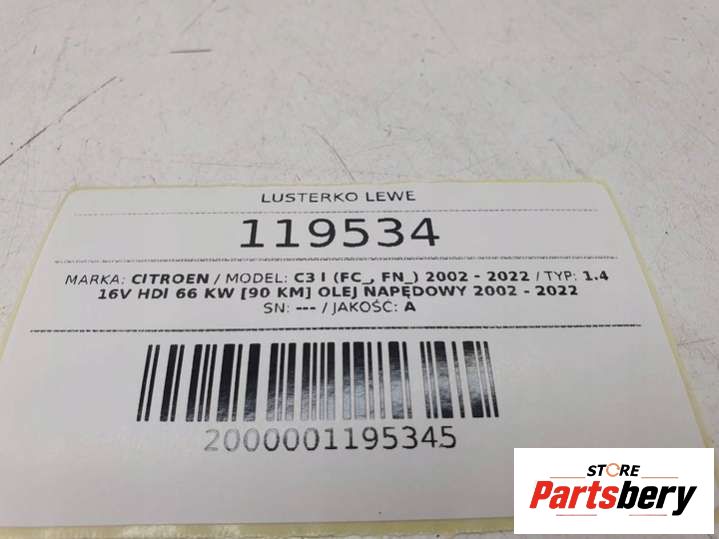 LUSTERKO LEWE
119534
MARKA: CITROEN / MODEL: C3 I (FC_, FN_) 2002 - 2022 / TYP: 1.4
16V HDI 66 KW [90 KM] OLEJ NAPĘDOWY 2002 - 2022
SN: --- / JAKOŚĆ: A
2000001195345
STORE
Partsbery